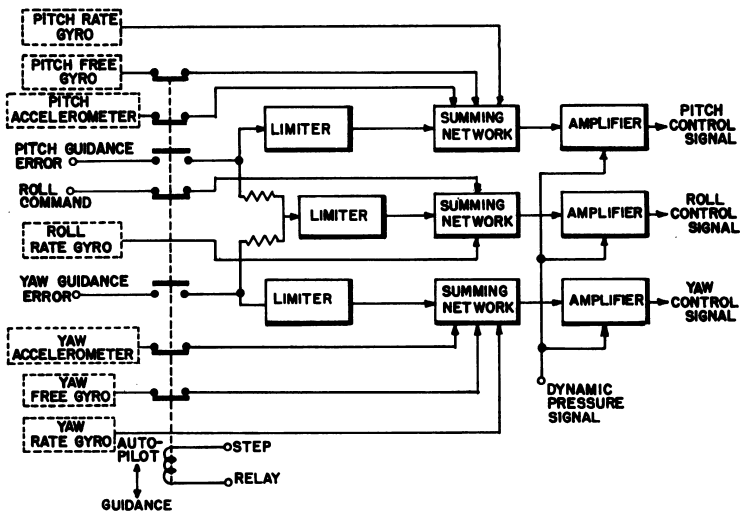 PITCH RATE
GYRO
PITCH FREE
GYRO
PITCH
ACCELEROMETER
PITCH GUIDANCE
ERROR
ROLL
COMMAND
ROLL
RATE GYRO
YAW GUIDANCE
ERROR
YAW
ACCELEROMETER
YAW
FREE GYRO
YAW
RATE GYRO
AUTO-
PILOT
GUIDANCE
STEP
RELAY
LIMITER
LIMITER
LIMITER
SUMMING
NETWORK
SUMMING
NETWORK
SUMMING
NETWORK
AMPLIFIER
AMPLIFIER
AMPLIFIER
PITCH
CONTROL
SIGNAL
ROLL
CONTROL
SIGNAL
YAW
CONTROL
SIGNAL
DYNAMIC
PRESSURE
SIGNAL